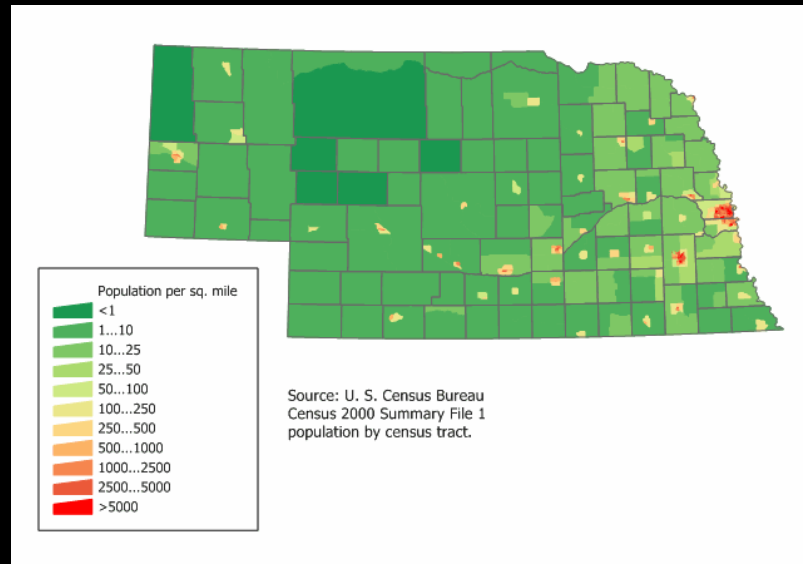 Population per sq. mile
<1
1...10
10...25
25...50
50...100
100...250
250...500
500...1000
1000...2500
2500...5000
>5000
Source: U. S. Census Bureau
Census 2000 Summary File 1
population by census tract.